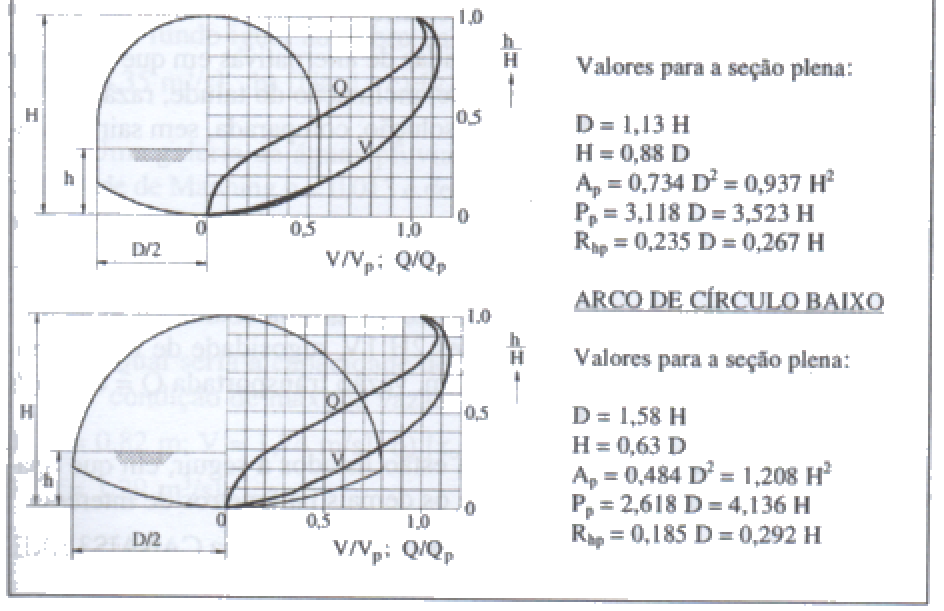 1,0
h
H
H
Q
0,5
V
h
0
0
0,5
1,0
D/2
V/Vp; Q/Qp
Valores para a seção plena:
D = 1,13 H
H = 0,88 D
Ap = 0,734 D² = 0,937 H²
Pp = 3,118 D = 3,523 H
Rhp = 0,235 D = 0,267 H
1,0
h
H
H
Q
0,5
V
h
0
0
0,5
1,0
D/2
V/Vp; Q/Qp
ARCO DE CÍRCULO BAIXO
Valores para a seção plena:
D = 1,58 H
H = 0,63 D
Ap = 0,484 D² = 1,208 H²
Pp = 2,618 D = 4,136 H
Rhp = 0,185 D = 0,292 H